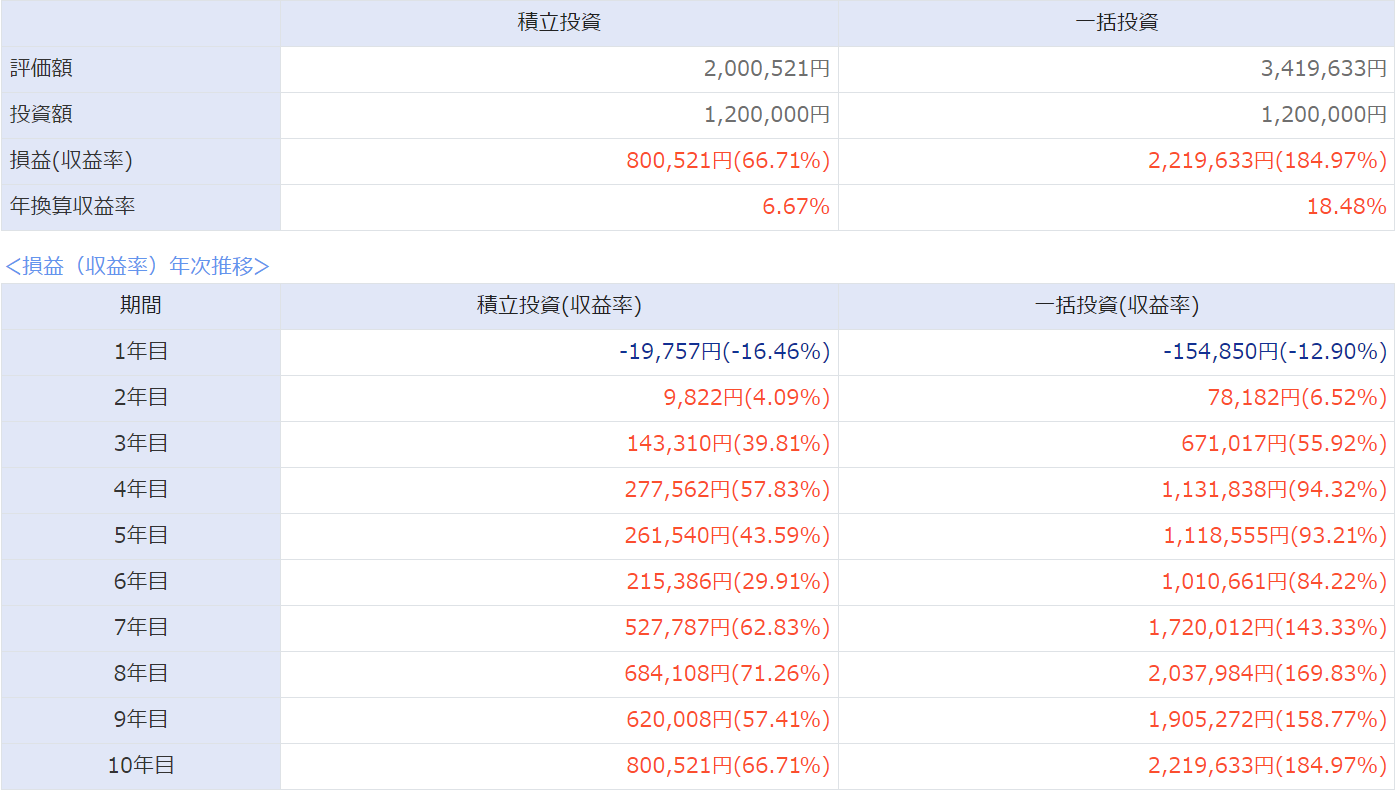 積立投資 一括投資
評価額 2,000,521円 3,419,633円
投資額 1,200,000円 1,200,000円
損益(収益率) 800,521円(66.71%) 2,219,633円(184.97%)
年換算収益率 6.67% 18.48%
＜損益（収益率）年次推移＞
期間 積立投資(収益率) 一括投資(収益率)
1年目 -19,757円(-16.46%) -154,850円(-12.90%)
2年目 9,822円(4.09%) 78,182円(6.52%)
3年目 143,310円(39.81%) 671,017円(55.92%)
4年目 277,562円(57.83%) 1,131,838円(94.32%)
5年目 261,540円(43.59%) 1,118,555円(93.21%)
6年目 215,386円(29.91%) 1,010,661円(84.22%)
7年目 527,787円(62.83%) 1,720,012円(143.33%)
8年目 684,108円(71.26%) 2,037,984円(169.83%)
9年目 620,008円(57.41%) 1,905,272円(158.77%)
10年目 800,521円(66.71%) 2,219,633円(184.97%)